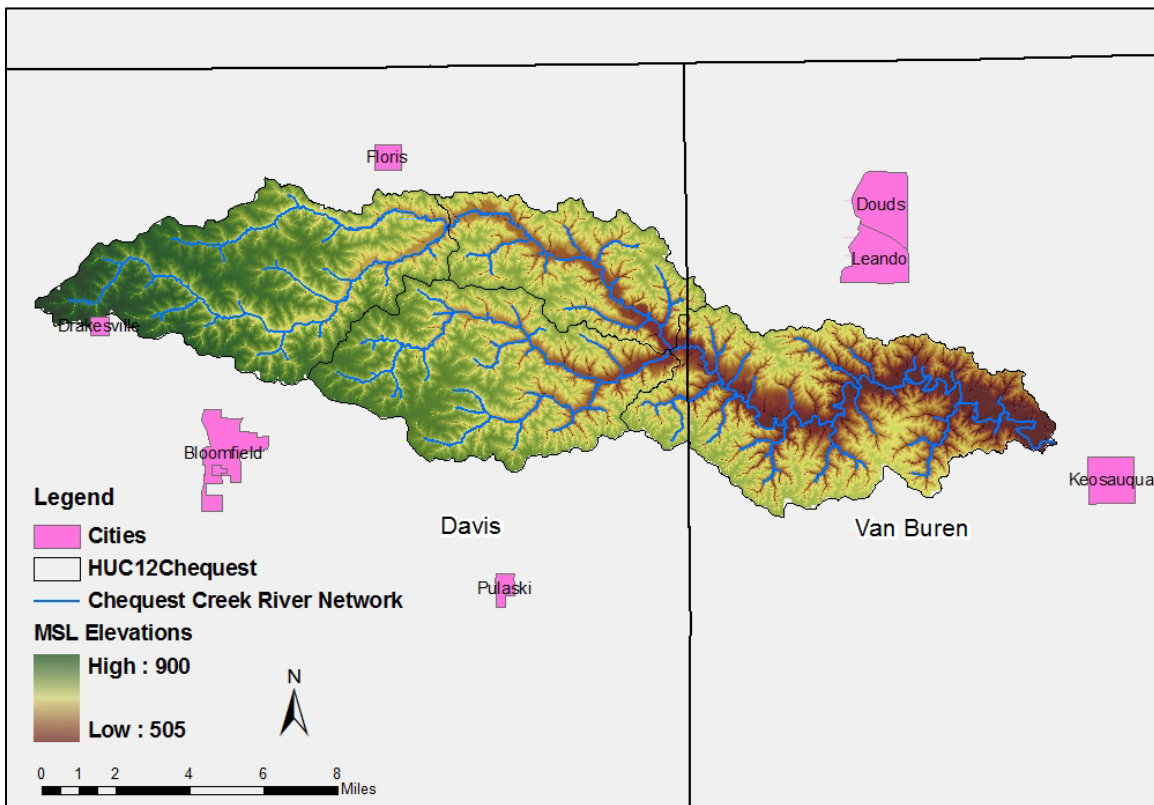 Floris
Douds
Leando
Drakesville
Bloomfield
Keosauqua
Davis
Van Buren
Pulaski
Legend
Cities
HUC12Chequest
Chequest Creek River Network
MSL Elevations
High : 900
Low : 505
N
0 1 2 4 6 8
Miles